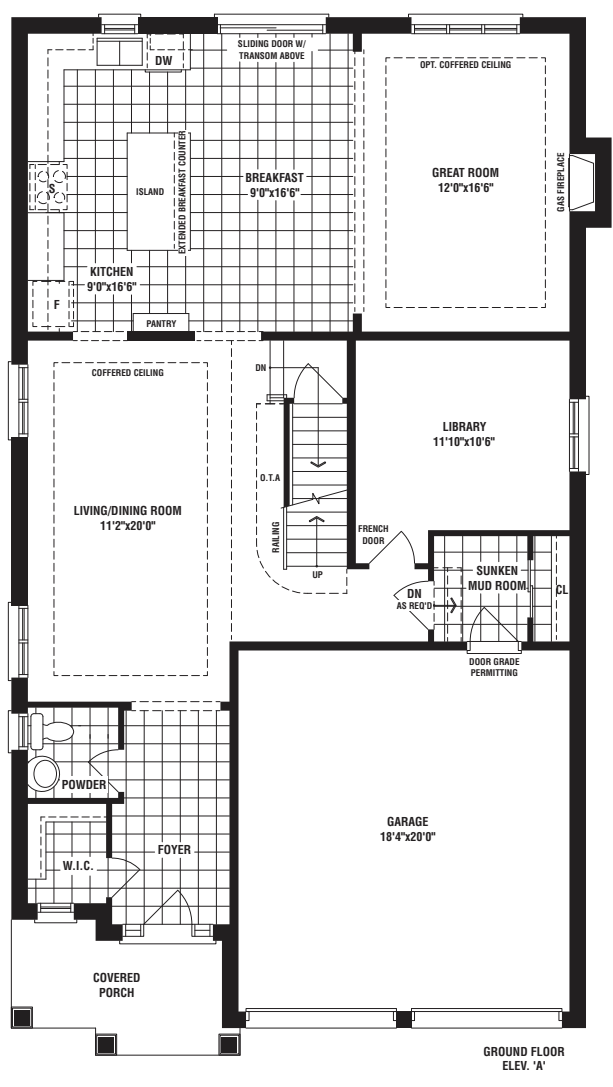 SLIDING DOOR W/
TRANSOM ABOVE
DW
OPT. COFFERED CEILING
ISLAND
EXTENDED BREAKFAST COUNTER
BREAKFAST
9'0"x16'6"
GREAT ROOM
12'0"x16'6"
GAS FIREPLACE
S
KITCHEN
9'0"x16'6"
F
PANTRY
COFFERED CEILING
DN
LIBRARY
11'10"x10'6"
O.T.A
LIVING/DINING ROOM
11'2"x20'0"
RAILING
FRENCH
DOOR
UP
SUNKEN
MUD ROOM
DN
AS REQ'D
CL
DOOR GRADE
PERMITTING
POWDER
GARAGE
18'4"x20'0"
FOYER
W.I.C.
COVERED
PORCH
GROUND FLOOR
ELEV. 'A'